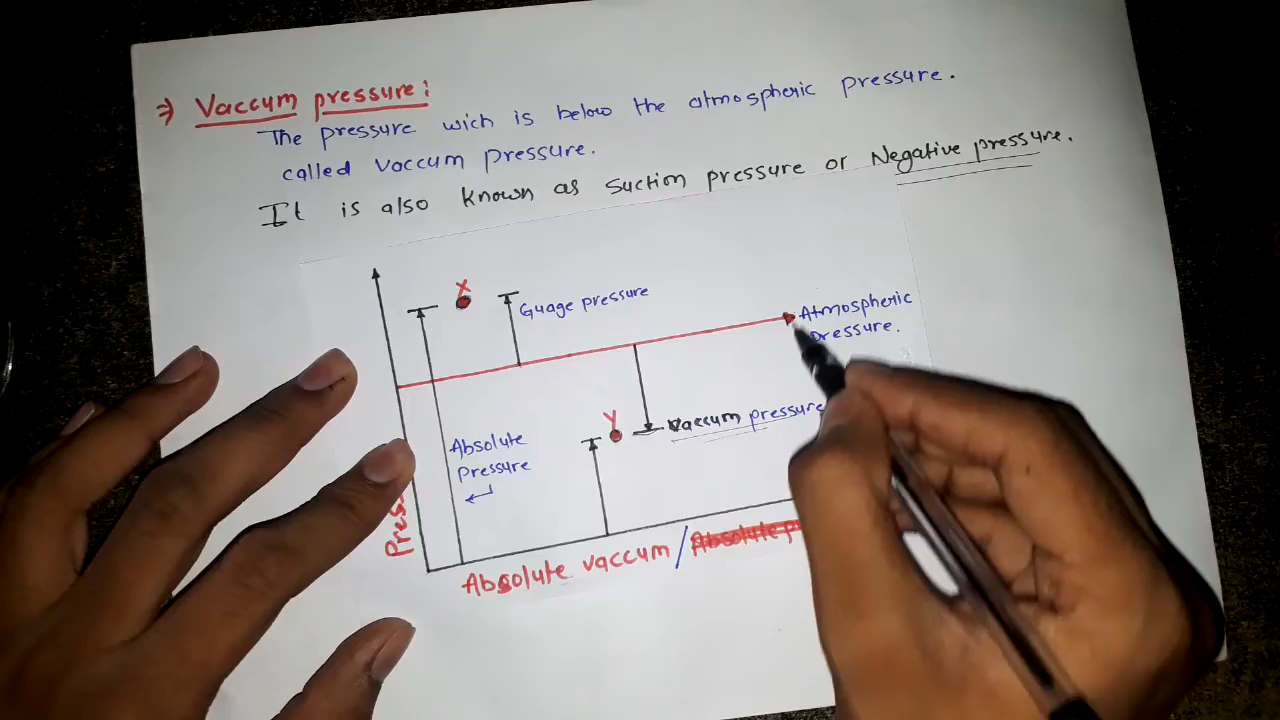 ⇒ Vaccum pressure:
The pressure wich is below the atmospheric pressure.
called vaccum pressure.
It is also known as suction pressure or Negative pressure.
X
Guage pressure
Atmospheric
pressure.
Y
Vaccum pressure
Absolute
pressure
Absolute vaccum /